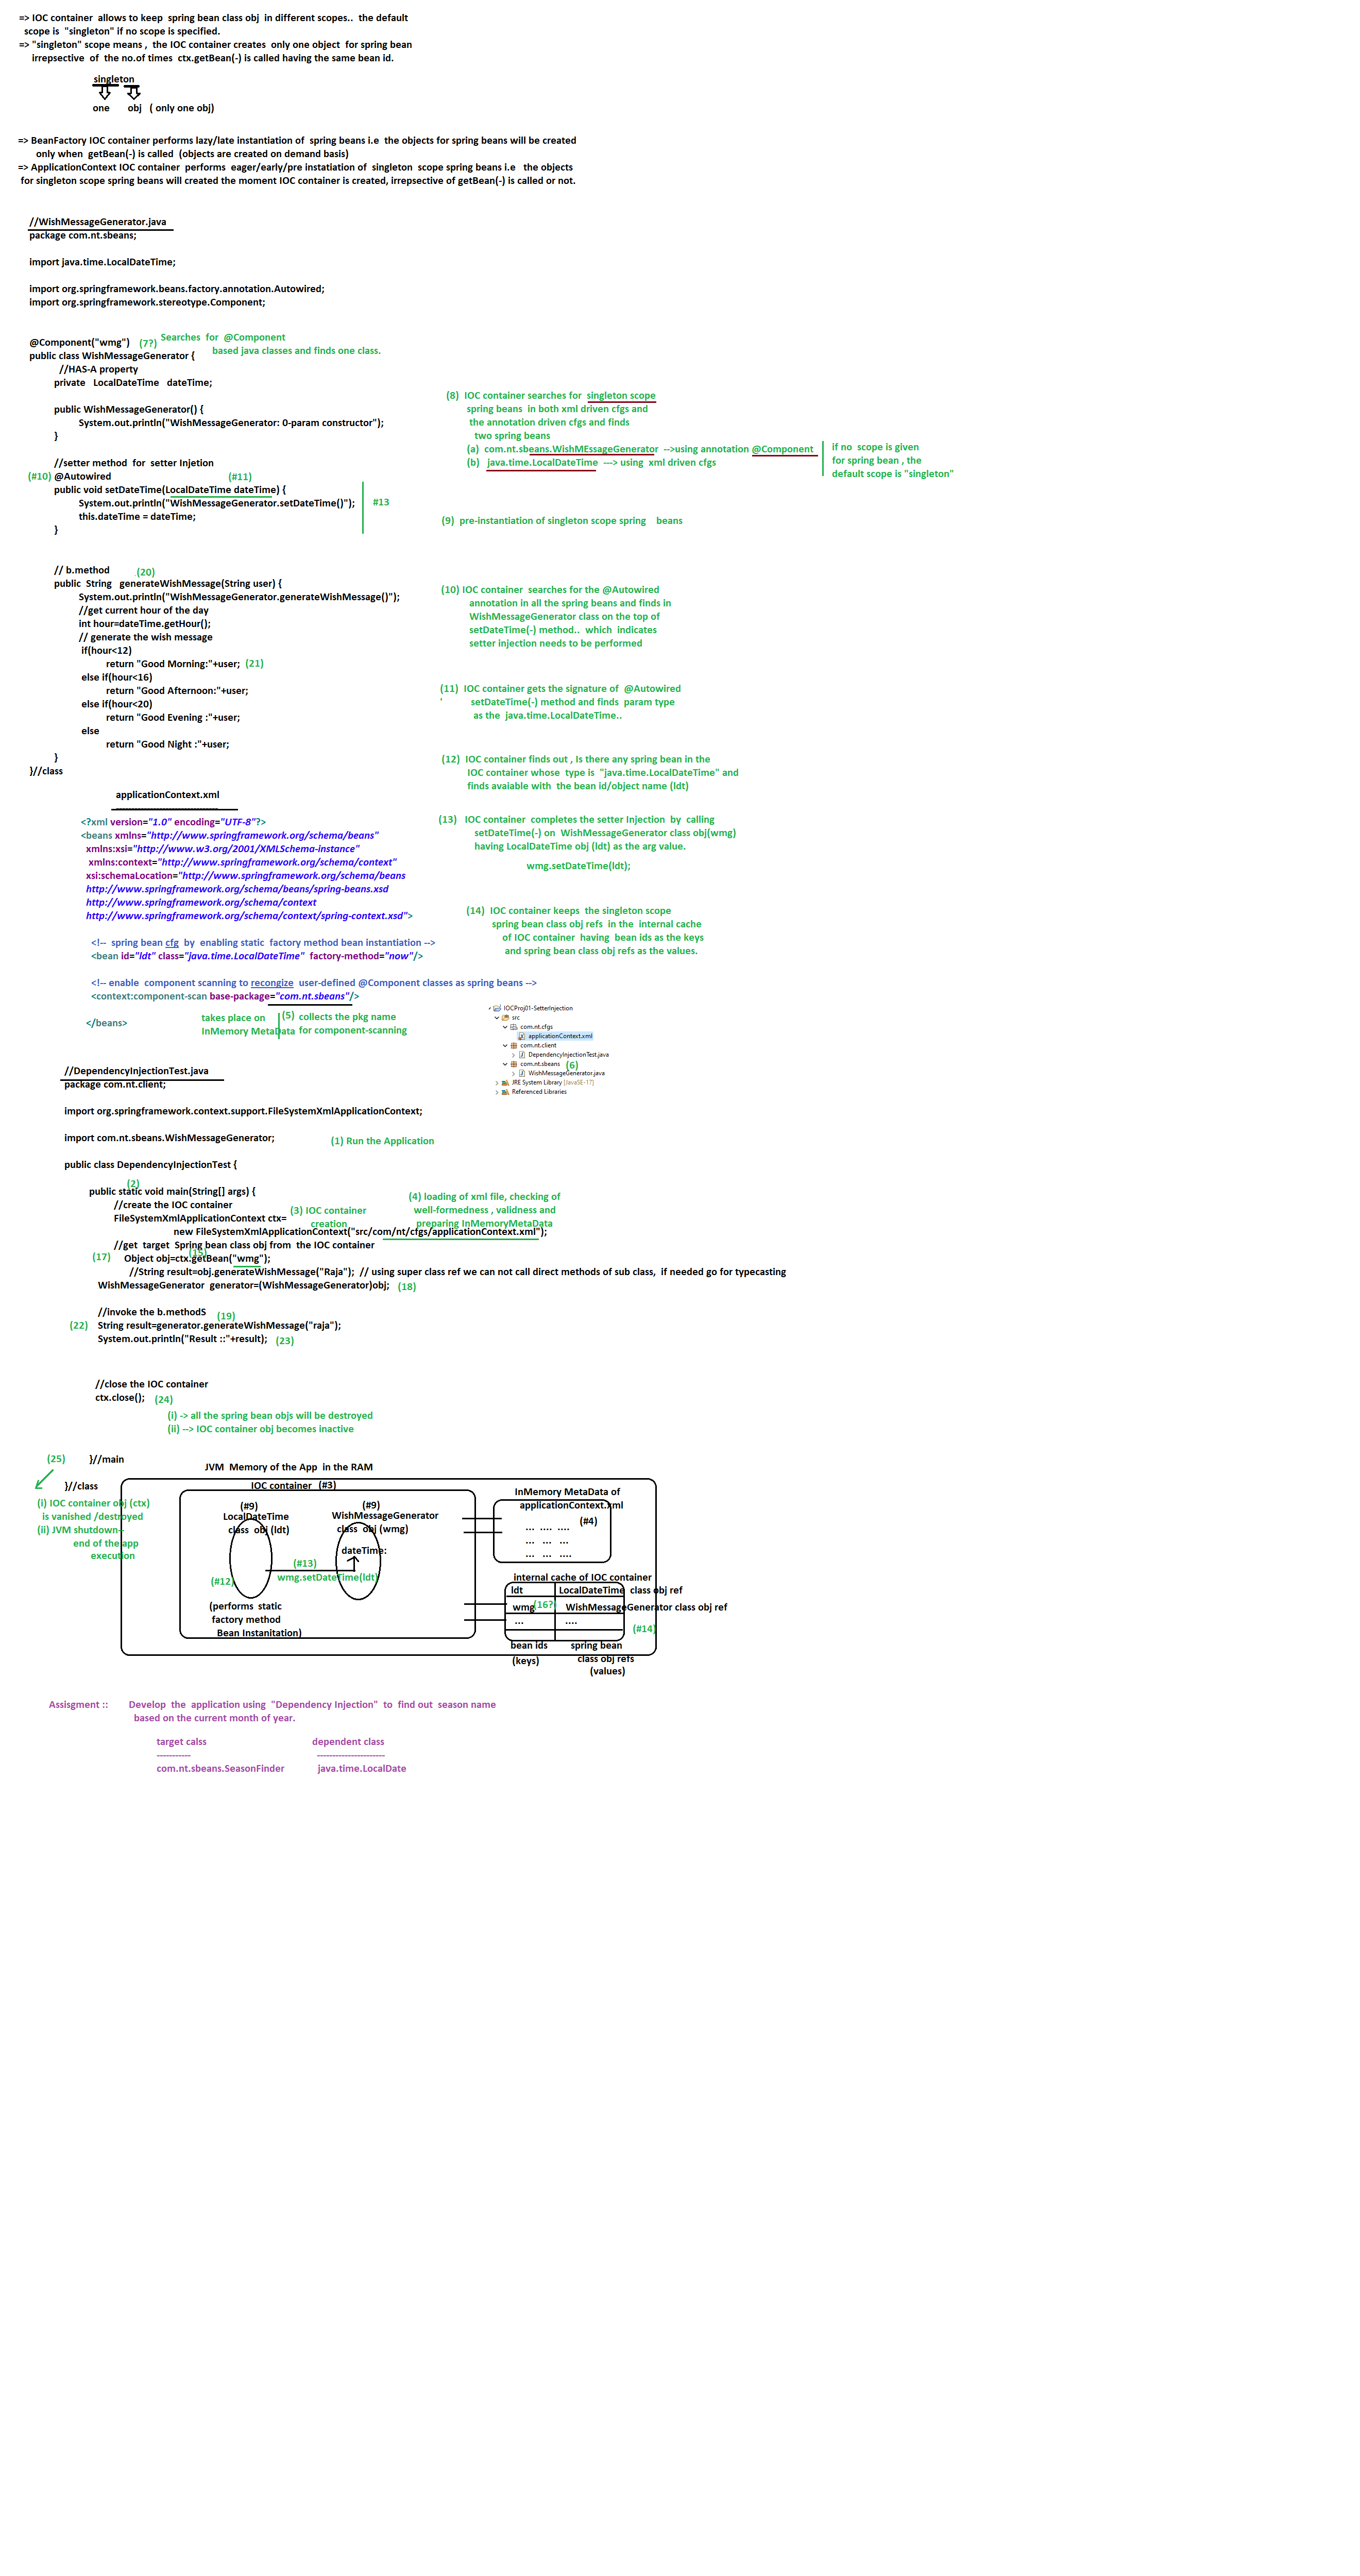 => IOC container allows to keep spring bean class obj in different scopes.. the default
scope is "singleton" if no scope is specified.
=> "singleton" scope means , the IOC container creates only one object for spring bean
irrepsective of the no.of times ctx.getBean(-) is called having the same bean id.
singleton
one obj ( only one obj)
=> BeanFactory IOC container performs lazy/late instantiation of spring beans i.e the objects for spring beans will be created
only when getBean(-) is called (objects are created on demand basis)
=> ApplicationContext IOC container performs eager/early/pre instatiation of singleton scope spring beans i.e the objects
for singleton scope spring beans will created the moment IOC container is created, irrepsective of getBean(-) is called or not.
//WishMessageGenerator.java
package com.nt.sbeans;
import java.time.LocalDateTime;
import org.springframework.beans.factory.annotation.Autowired;
import org.springframework.stereotype.Component;
@Component("wmg") (7?) Searches for @Component
based java classes and finds one class.
public class WishMessageGenerator {
//HAS-A property
private LocalDateTime dateTime;
public WishMessageGenerator() {
System.out.println("WishMessageGenerator: 0-param constructor");
}
//setter method for setter Injetion
(#10) @Autowired (#11)
public void setDateTime(LocalDateTime dateTime) {
System.out.println("WishMessageGenerator.setDateTime()"); #13
this.dateTime = dateTime;
}
// b.method (20)
public String generateWishMessage(String user) {
System.out.println("WishMessageGenerator.generateWishMessage()");
//get current hour of the day
int hour=dateTime.getHour();
// generate the wish message
if(hour<12)
return "Good Morning:"+user; (21)
else if(hour<16)
return "Good Afternoon:"+user;
else if(hour<20)
return "Good Evening :"+user;
else
return "Good Night :"+user;
}
}//class
(8) IOC container searches for singleton scope
spring beans in both xml driven cfgs and
the annotation driven cfgs and finds
two spring beans
(a) com.nt.sbeans.WishMEssageGenerator -->using annotation @Component
(b) java.time.LocalDateTime ---> using xml driven cfgs
if no scope is given
for spring bean , the
default scope is "singleton"
(9) pre-instantiation of singleton scope spring beans
(10) IOC container searches for the @Autowired
annotation in all the spring beans and finds in
WishMessageGenerator class on the top of
setDateTime(-) method.. which indicates
setter injection needs to be performed
(11) IOC container gets the signature of @Autowired
setDateTime(-) method and finds param type
as the java.time.LocalDateTime..
(12) IOC container finds out , Is there any spring bean in the
IOC container whose type is "java.time.LocalDateTime" and
finds avaiable with the bean id/object name (ldt)
(13) IOC container completes the setter Injection by calling
setDateTime(-) on WishMessageGenerator class obj(wmg)
having LocalDateTime obj (ldt) as the arg value.
wmg.setDateTime(ldt);
(14) IOC container keeps the singleton scope
spring bean class obj refs in the internal cache
of IOC container having bean ids as the keys
and spring bean class obj refs as the values.
applicationContext.xml
----------------------------------
<?xml version="1.0" encoding="UTF-8"?>
<beans xmlns="http://www.springframework.org/schema/beans"
xmlns:xsi="http://www.w3.org/2001/XMLSchema-instance"
xmlns:context="http://www.springframework.org/schema/context"
xsi:schemaLocation="http://www.springframework.org/schema/beans
http://www.springframework.org/schema/beans/spring-beans.xsd
http://www.springframework.org/schema/context
http://www.springframework.org/schema/context/spring-context.xsd">
<!-- spring bean cfg by enabling static factory method bean instantiation -->
<bean id="ldt" class="java.time.LocalDateTime" factory-method="now"/>
<!-- enable component scanning to recongize user-defined @Component classes as spring beans -->
<context:component-scan base-package="com.nt.sbeans"/>
</beans>
takes place on
InMemory MetaData
(5) collects the pkg name
for component-scanning
IOCProj01-SetterInjection
src
com.nt.cfgs
applicationContext.xml
com.nt.client
DependencyInjectionTest.java
com.nt.sbeans (6)
WishMessageGenerator.java
JRE System Library [JavaSE-17]
Referenced Libraries
//DependencyInjectionTest.java
package com.nt.client;
import org.springframework.context.support.FileSystemXmlApplicationContext;
import com.nt.sbeans.WishMessageGenerator; (1) Run the Application
public class DependencyInjectionTest {
(2)
public static void main(String[] args) {
//create the IOC container
FileSystemXmlApplicationContext ctx=
(3) IOC container
creation
(4) loading of xml file, checking of
well-formedness , validness and
preparing InMemoryMetaData
new FileSystemXmlApplicationContext("src/com/nt/cfgs/applicationContext.xml");
//get target Spring bean class obj from the IOC container
(17) (15)
Object obj=ctx.getBean("wmg");
//String result=obj.generateWishMessage("Raja"); // using super class ref we can not call direct methods of sub class, if needed go for typecasting
WishMessageGenerator generator=(WishMessageGenerator)obj; (18)
//invoke the b.methodS (19)
(22) String result=generator.generateWishMessage("raja");
System.out.println("Result ::"+result); (23)
//close the IOC container
ctx.close(); (24)
(i) -> all the spring bean objs will be destroyed
(ii) --> IOC container obj becomes inactive
(25) }//main
}//class
(i) IOC container obj (ctx)
is vanished /destroyed
(ii) JVM shutdown--
end of the app
execution
JVM Memory of the App in the RAM
IOC container (#3)
(#9)
LocalDateTime
class obj (ldt)
(#9)
WishMessageGenerator
class obj (wmg)
dateTime:
(#13)
wmg.setDateTime(ldt)
(#12)
(performs static
factory method
Bean Instanitation)
InMemory MetaData of
applicationContext.xml
(#4)
... .... ....
... ... ...
... ... ....
internal cache of IOC container
ldt LocalDateTime class obj ref
wmg (16?) WishMessageGenerator class obj ref
... ....
(#14)
bean ids
(keys)
spring bean
class obj refs
(values)
Assisgment :: Develop the application using "Dependency Injection" to find out season name
based on the current month of year.
target calss dependent class
----------- ----------------------
com.nt.sbeans.SeasonFinder java.time.LocalDate